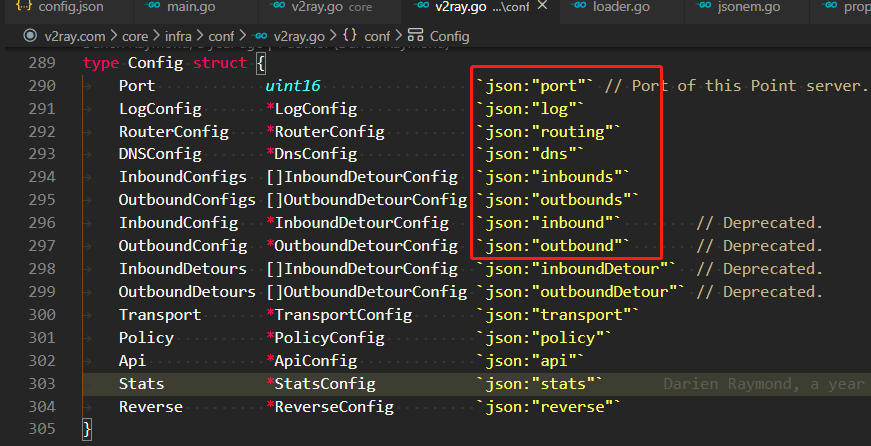 config.json main.go v2ray.go core v2ray.go ...\conf loader.go jsonem.go prop
v2ray.com > core > infra > conf > v2ray.go > {} conf > Config
289 type Config struct {
290 Port uint16 `json:"port"` // Port of this Point server.
291 LogConfig *LogConfig `json:"log"`
292 RouterConfig *RouterConfig `json:"routing"`
293 DNSConfig *DnsConfig `json:"dns"`
294 InboundConfigs []InboundDetourConfig `json:"inbounds"`
295 OutboundConfigs []OutboundDetourConfig `json:"outbounds"`
296 InboundConfig *InboundDetourConfig `json:"inbound"` // Deprecated.
297 OutboundConfig *OutboundDetourConfig `json:"outbound"` // Deprecated.
298 InboundDetours []InboundDetourConfig `json:"inboundDetour"` // Deprecated.
299 OutboundDetours []OutboundDetourConfig `json:"outboundDetour"` // Deprecated.
300 Transport *TransportConfig `json:"transport"`
301 Policy *PolicyConfig `json:"policy"`
302 Api *ApiConfig `json:"api"`
303 Stats *StatsConfig `json:"stats"` Darien Raymond, a year
304 Reverse *ReverseConfig `json:"reverse"`
305 }